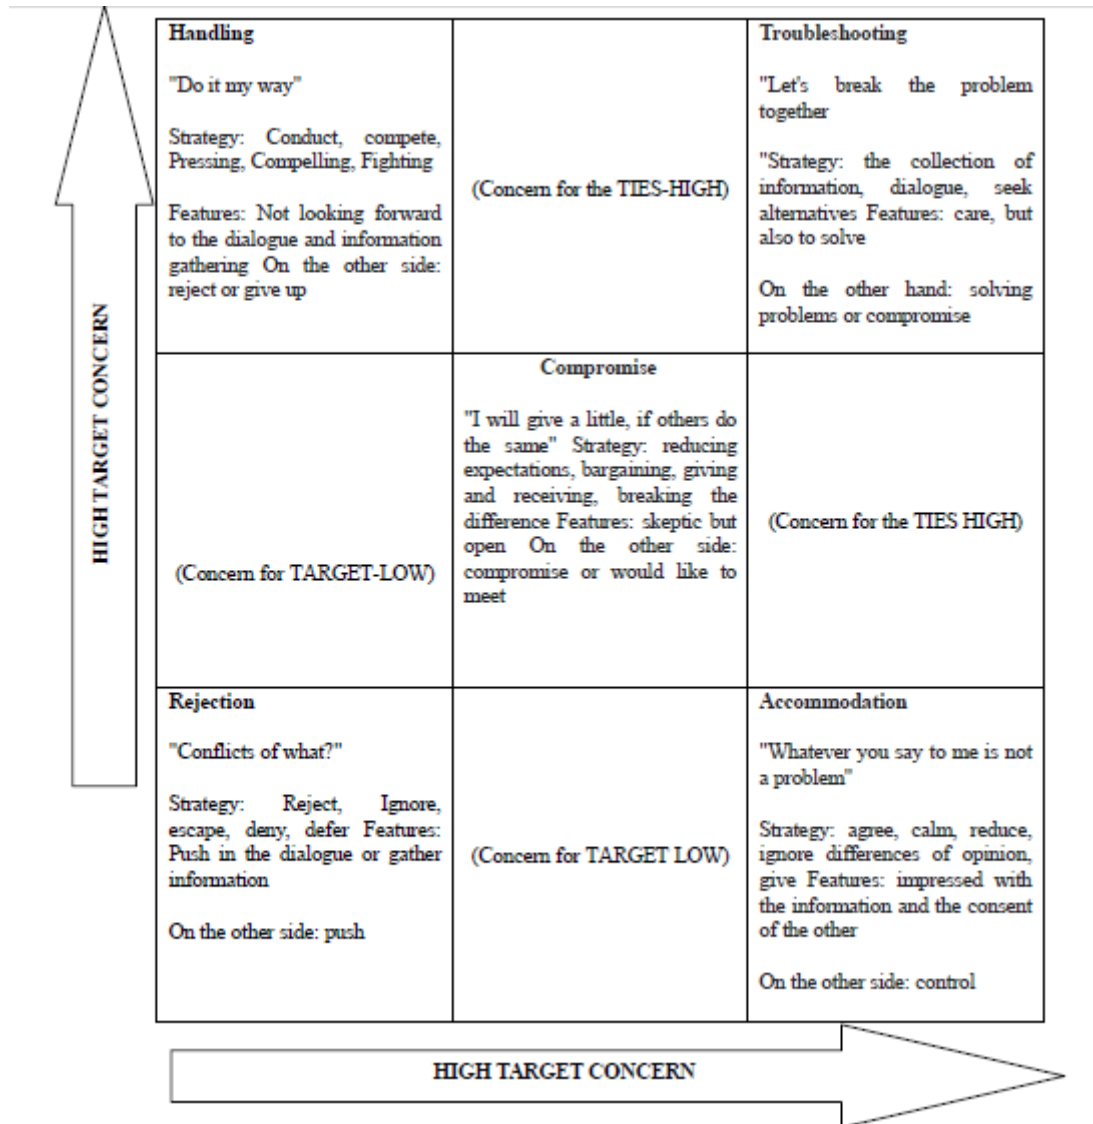 HIGH TARGET CONCERN
Handling
"Do it my way"
Strategy: Conduct, compete,
Pressing, Compelling, Fighting
Features: Not looking forward
to the dialogue and information
gathering On the other side:
reject or give up
(Concern for the TIES-HIGH)
Troubleshooting
"Let's break the problem
together
"Strategy: the collection of
information, dialogue, seek
alternatives Features: care, but
also to solve
On the other hand: solving
problems or compromise
(Concern for TARGET-LOW)
Compromise
"I will give a little, if others do
the same" Strategy: reducing
expectations, bargaining, giving
and receiving, breaking the
difference Features: skeptic but
open On the other side:
compromise or would like to
meet
(Concern for the TIES HIGH)
Rejection
"Conflicts of what?"
Strategy: Reject, Ignore,
escape, deny, defer Features:
Push in the dialogue or gather
information
On the other side: push
(Concern for TARGET LOW)
Accommodation
"Whatever you say to me is not
a problem"
Strategy: agree, calm, reduce,
ignore differences of opinion,
give Features: impressed with
the information and the consent
of the other
On the other side: control
HIGH TARGET CONCERN